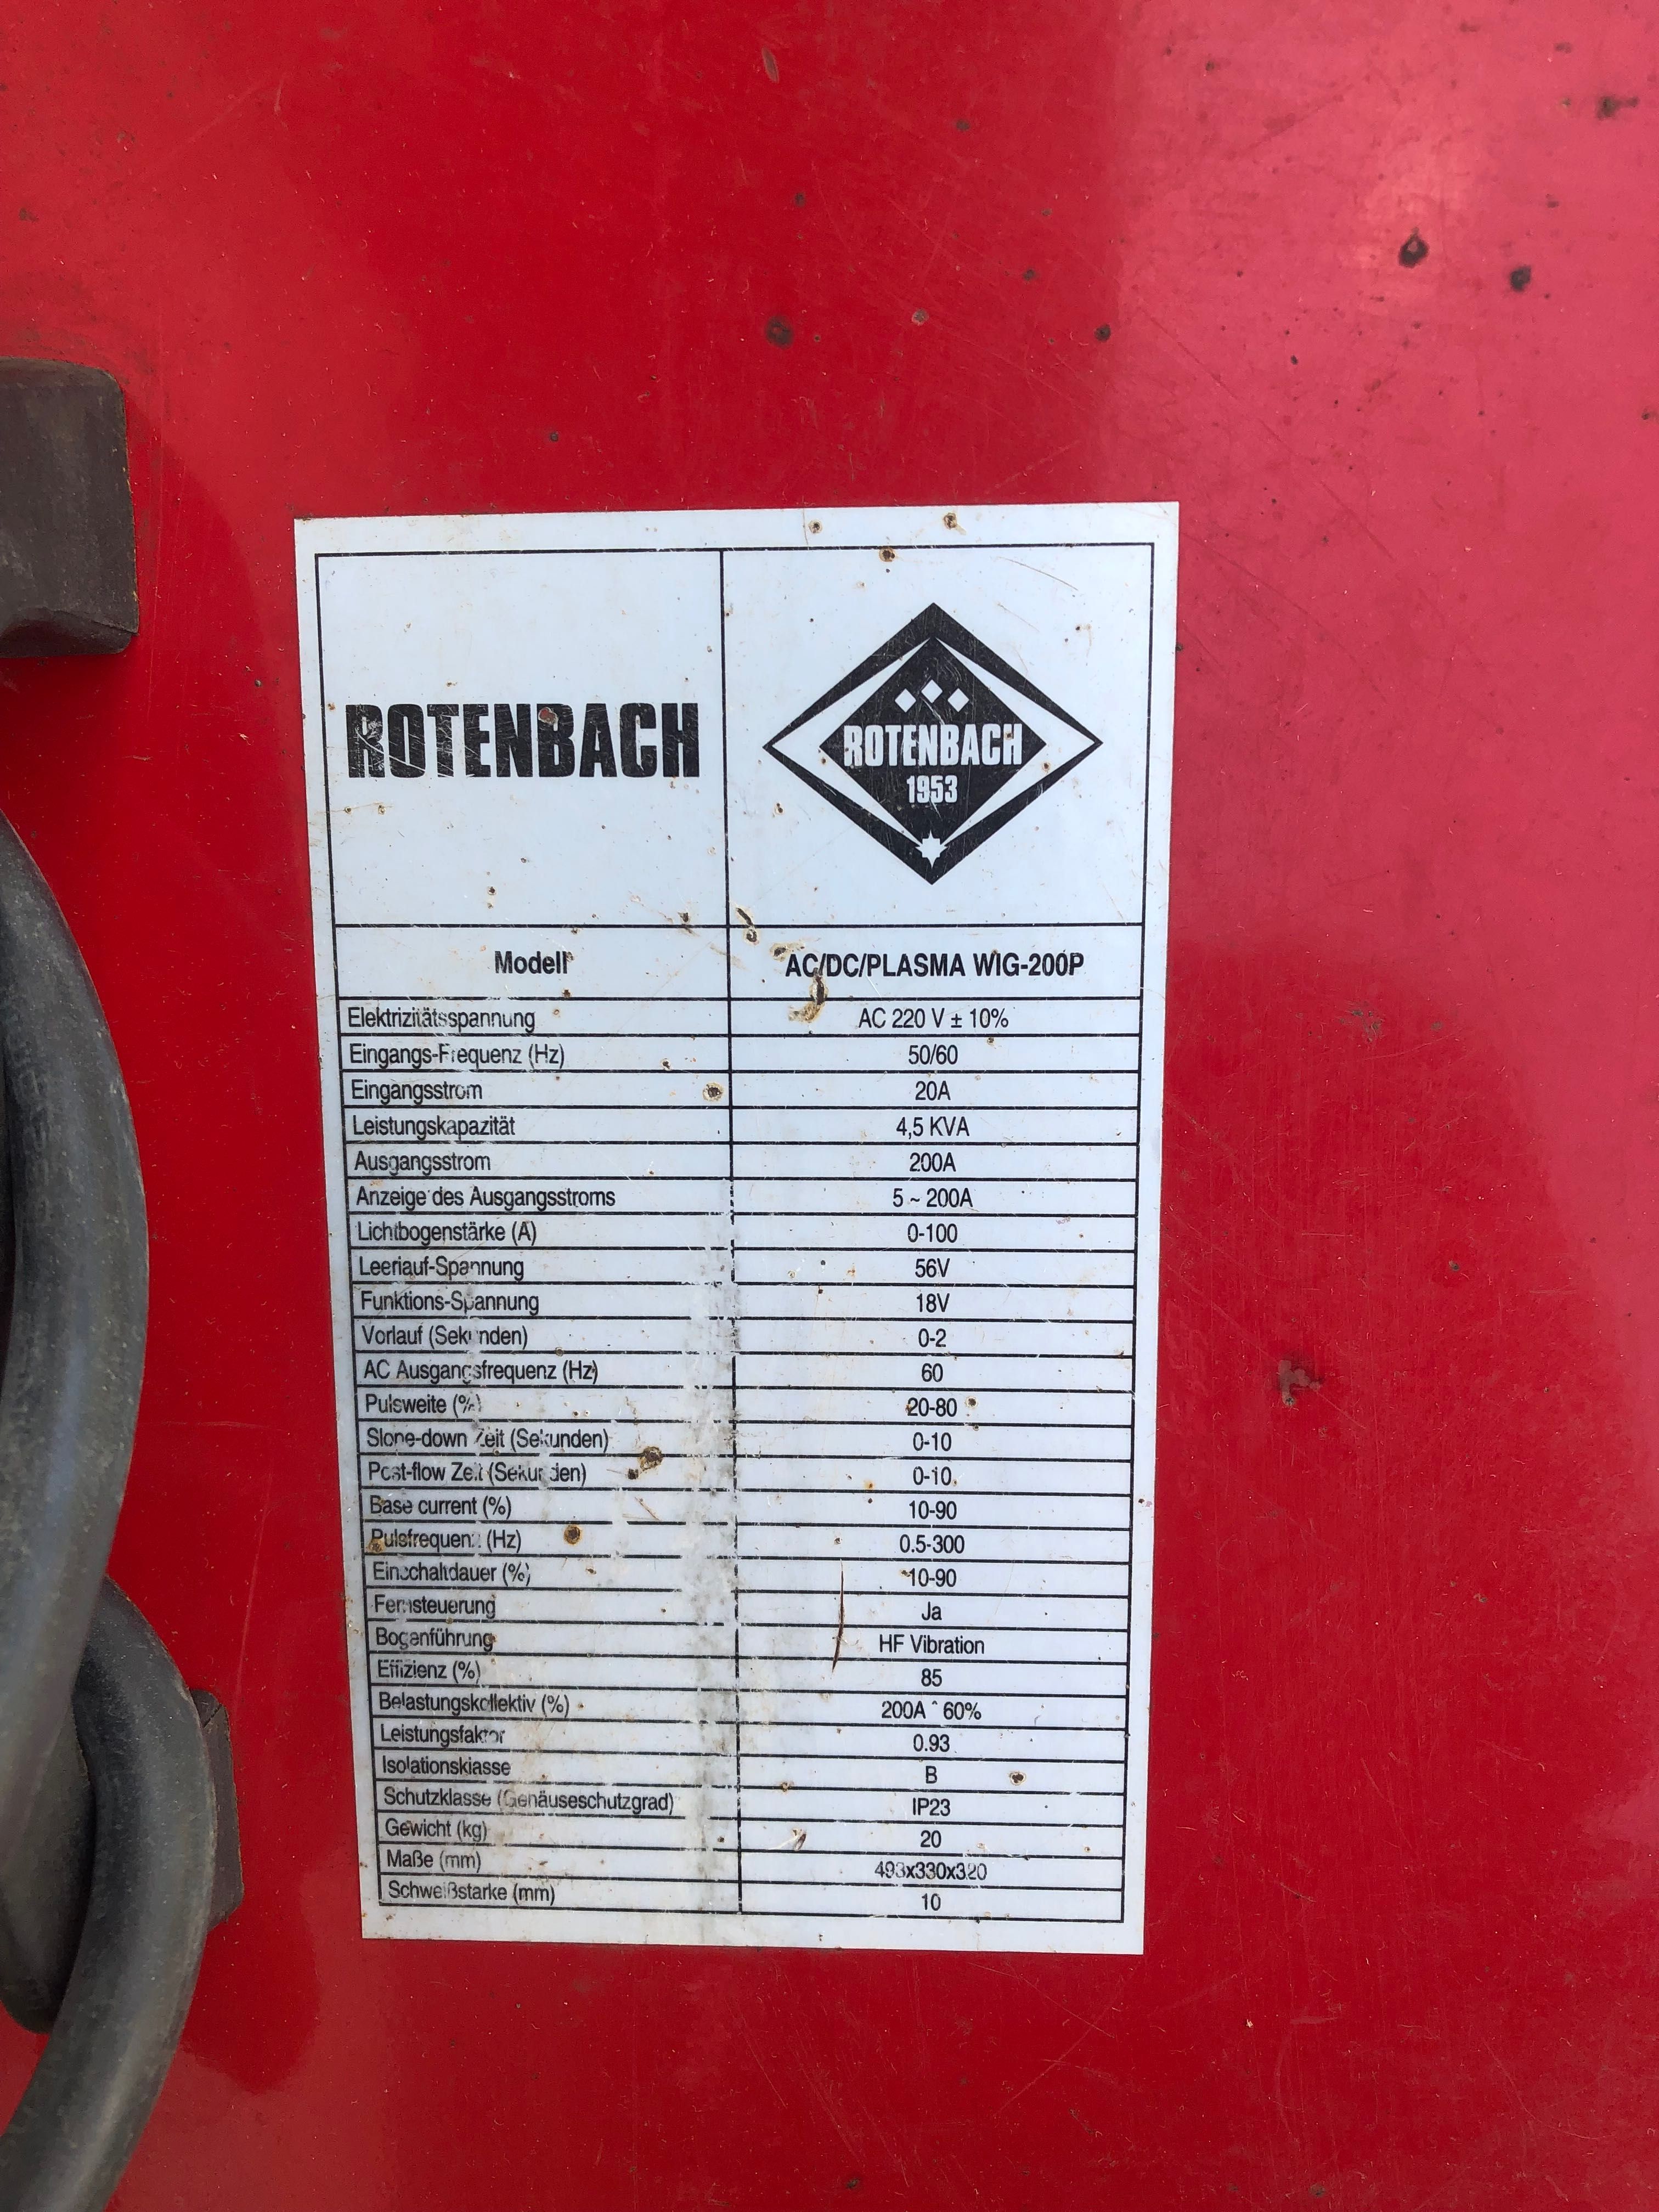 ROTENBACH
ROTENBACH
1953
Modell AC/DC/PLASMA WIG-200P
Elektrizitätsspannung AC 220 V ± 10%
Eingangs-Frequenz (Hz) 50/60
Eingangsstrom 20A
Leistungskapazität 4,5 KVA
Ausgangsstrom 200A
Anzeige des Ausgangsstroms 5 ~ 200A
Lichtbogenstärke (A) 0-100
Leerlauf-Spannung 56V
Funktions-Spannung 18V
Vorlauf (Sekunden) 0-2
AC Ausgangsfrequenz (Hz) 60
Pulsweite (%) 20-80
Slope-down Zeit (Sekunden) 0-10
Post-flow Zeit (Sekunden) 0-10
Base current (%) 10-90
Pulsfrequenz (Hz) 0.5-300
Einschaltdauer (%) 10-90
Fernsteuerung Ja
Bogenführung HF Vibration
Effizienz (%) 85
Belastungskollektiv (%) 200A ^ 60%
Leistungsfaktor 0.93
Isolationsklasse B
Schutzklasse (Gehäuseschutzgrad) IP23
Gewicht (kg) 20
Maße (mm) 493x330x320
Schweißstarke (mm) 10